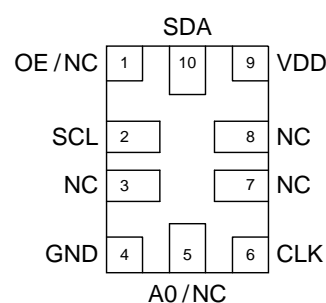 SDA
OE/NC 1 10 9 VDD
SCL 2 8 NC
NC 3 7 NC
GND 4 5 6 CLK
A0/NC